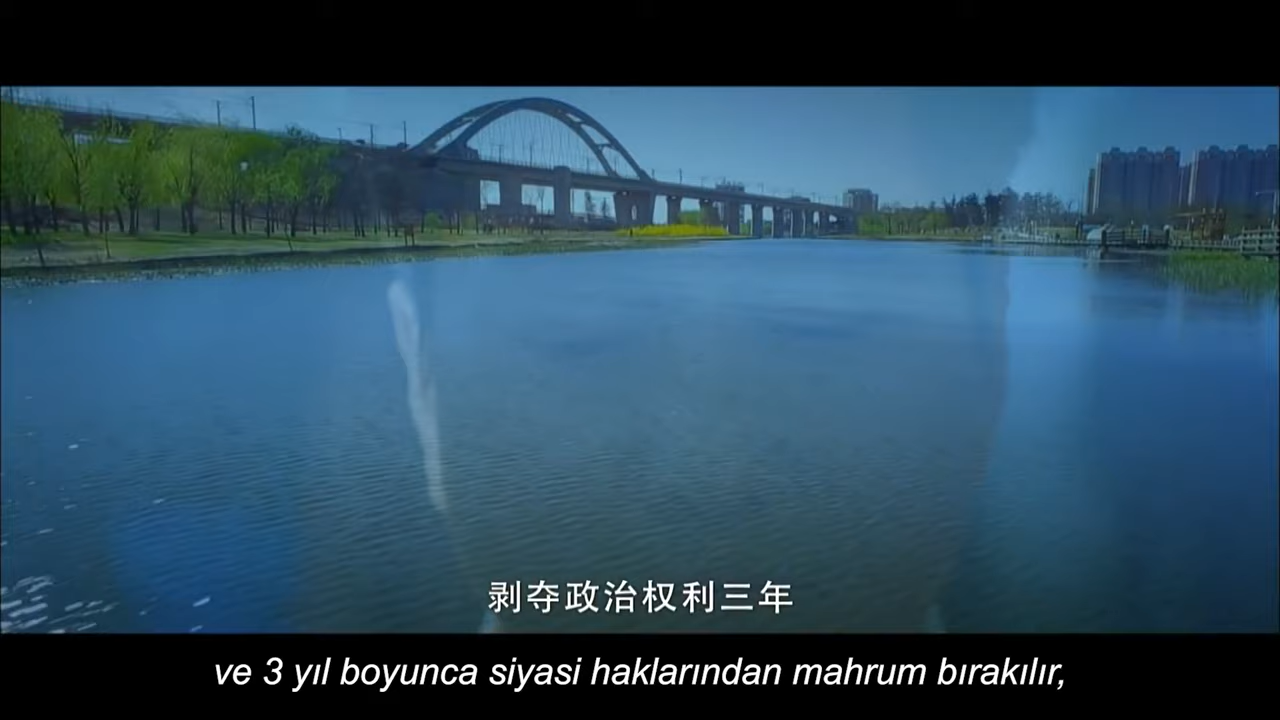 剥夺政治权利三年
ve 3 yıl boyunca siyasi haklarından mahrum bırakılır,